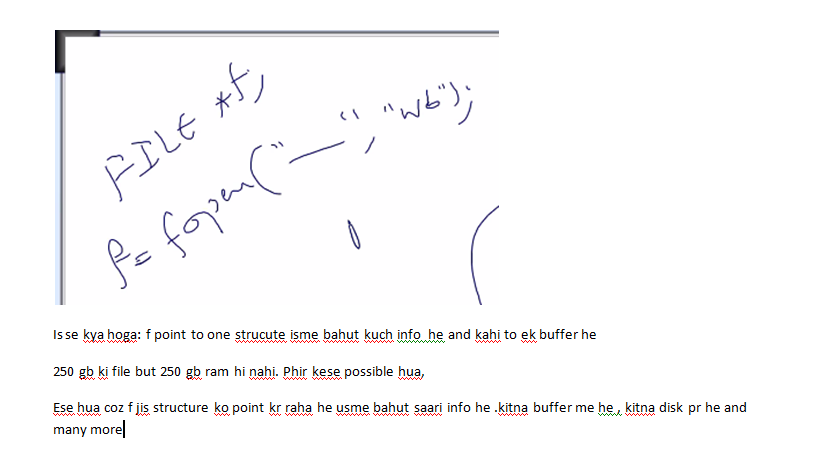 FILE *f;
f= fopen("—", "wb");
Is se kya hoga: f point to one strucute isme bahut kuch info he and kahi to ek buffer he
250 gb ki file but 250 gb ram hi nahi. Phir kese possible hua,
Ese hua coz f jis structure ko point kr raha he usme bahut saari info he .kitna buffer me he , kitna disk pr he and
many more